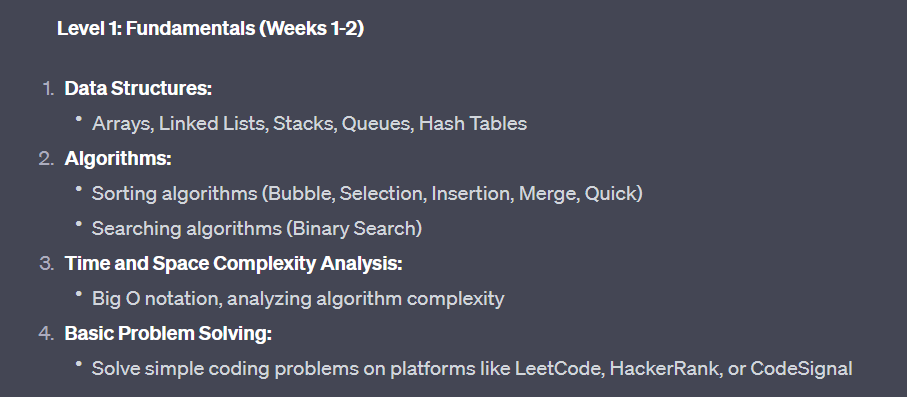 Level 1: Fundamentals (Weeks 1-2)
1. Data Structures:
• Arrays, Linked Lists, Stacks, Queues, Hash Tables
2. Algorithms:
• Sorting algorithms (Bubble, Selection, Insertion, Merge, Quick)
• Searching algorithms (Binary Search)
3. Time and Space Complexity Analysis:
• Big O notation, analyzing algorithm complexity
4. Basic Problem Solving:
• Solve simple coding problems on platforms like LeetCode, HackerRank, or CodeSignal